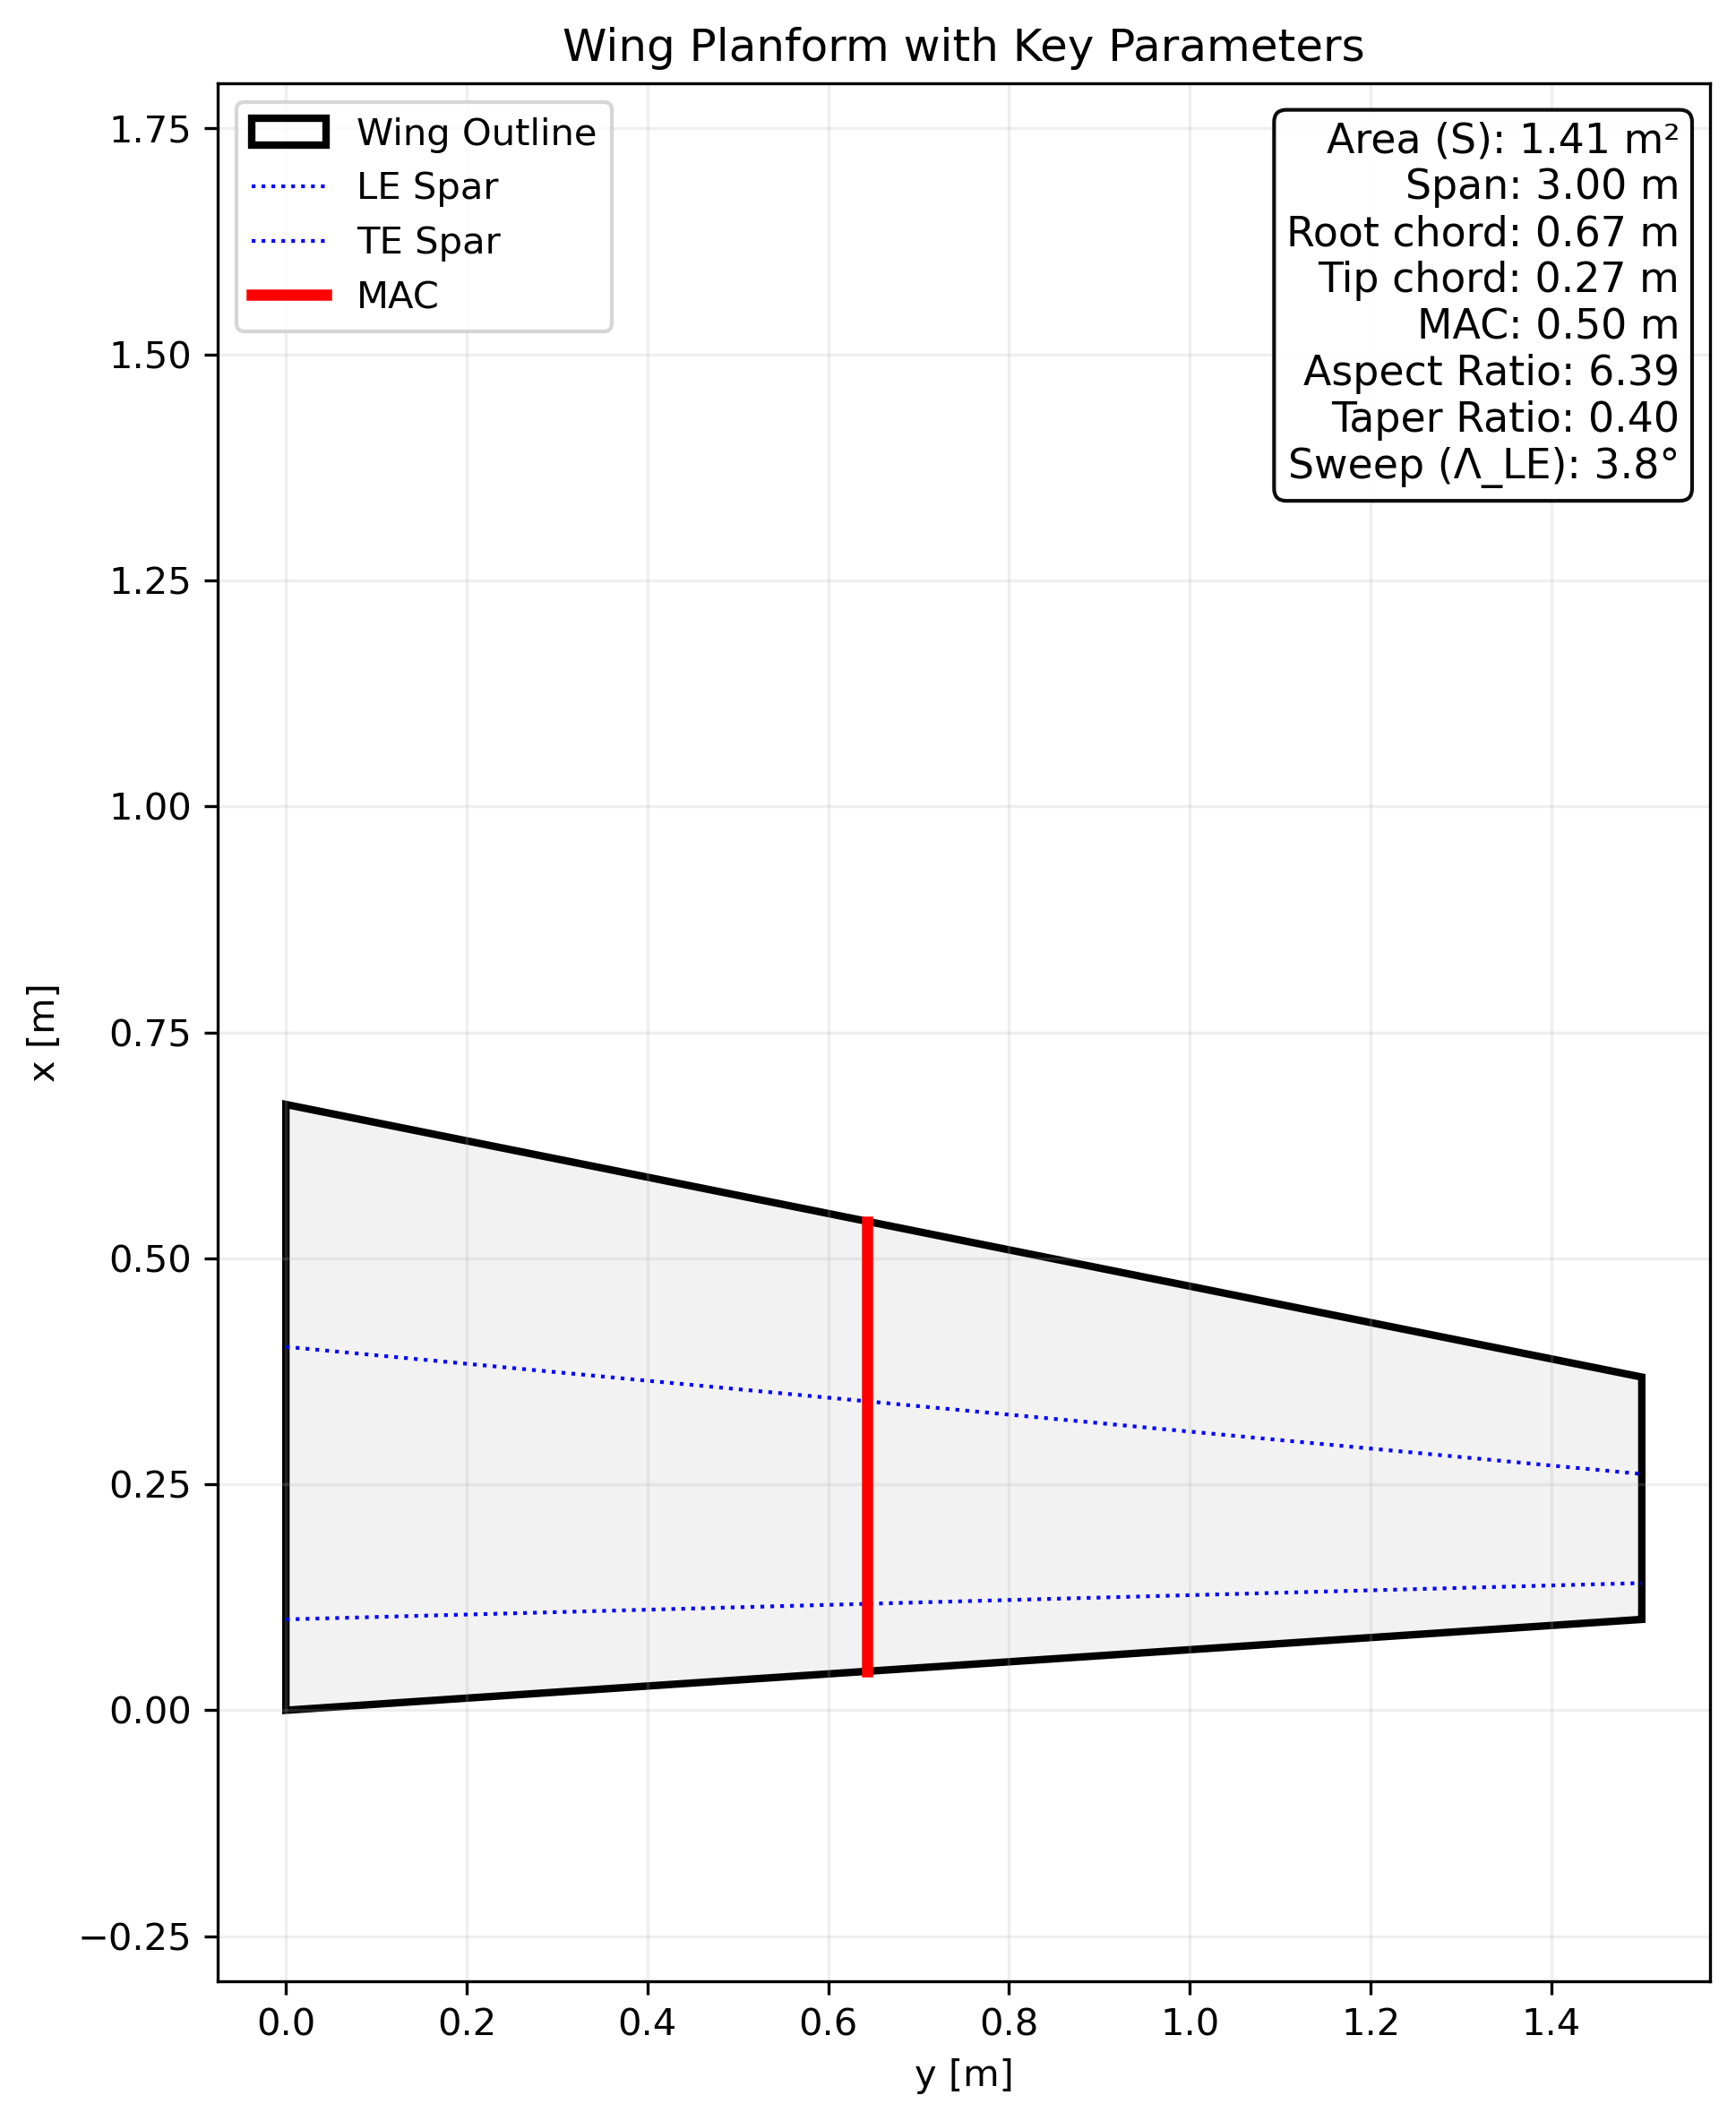 Wing Planform with Key Parameters
Wing Outline
LE Spar
TE Spar
MAC
Area (S): 1.41 m²
Span: 3.00 m
Root chord: 0.67 m
Tip chord: 0.27 m
MAC: 0.50 m
Aspect Ratio: 6.39
Taper Ratio: 0.40
Sweep (Λ_LE): 3.8°
x [m]
1.75
1.50
1.25
1.00
0.75
0.50
0.25
0.00
−0.25
0.0 0.2 0.4 0.6 0.8 1.0 1.2 1.4
y [m]